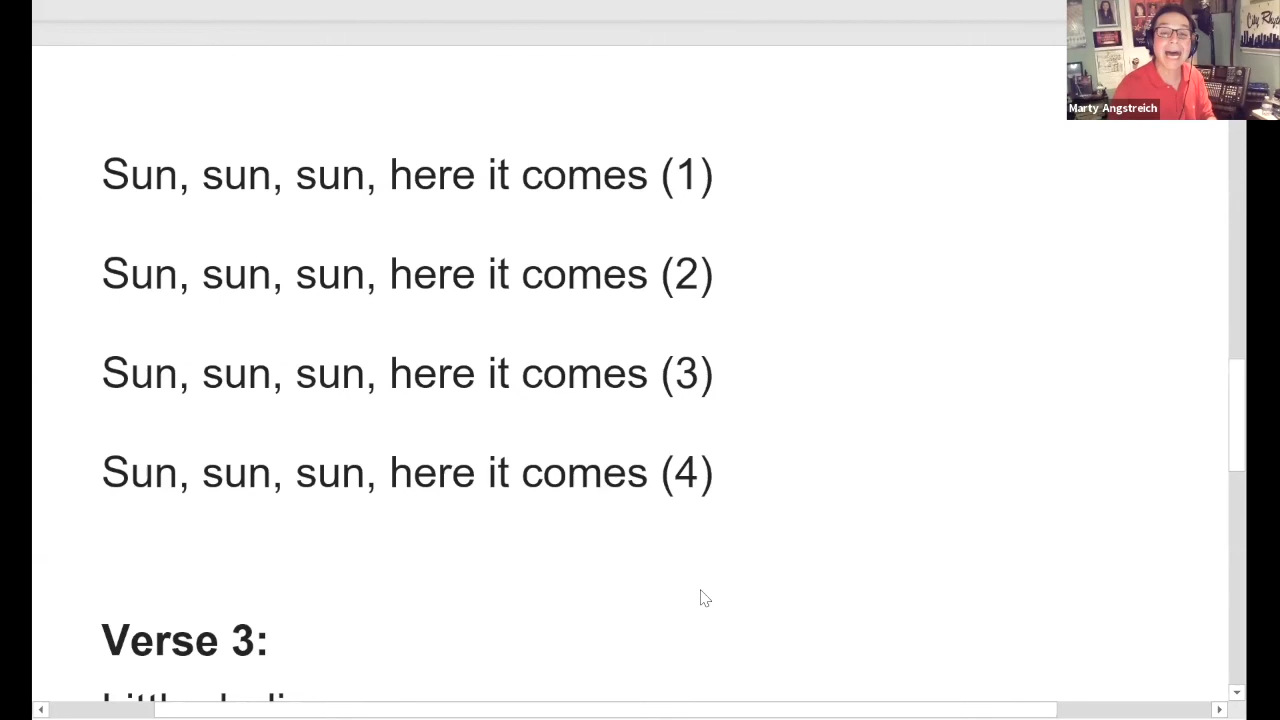 Marty Angstreich
Sun, sun, sun, here it comes (1)
Sun, sun, sun, here it comes (2)
Sun, sun, sun, here it comes (3)
Sun, sun, sun, here it comes (4)
Verse 3: